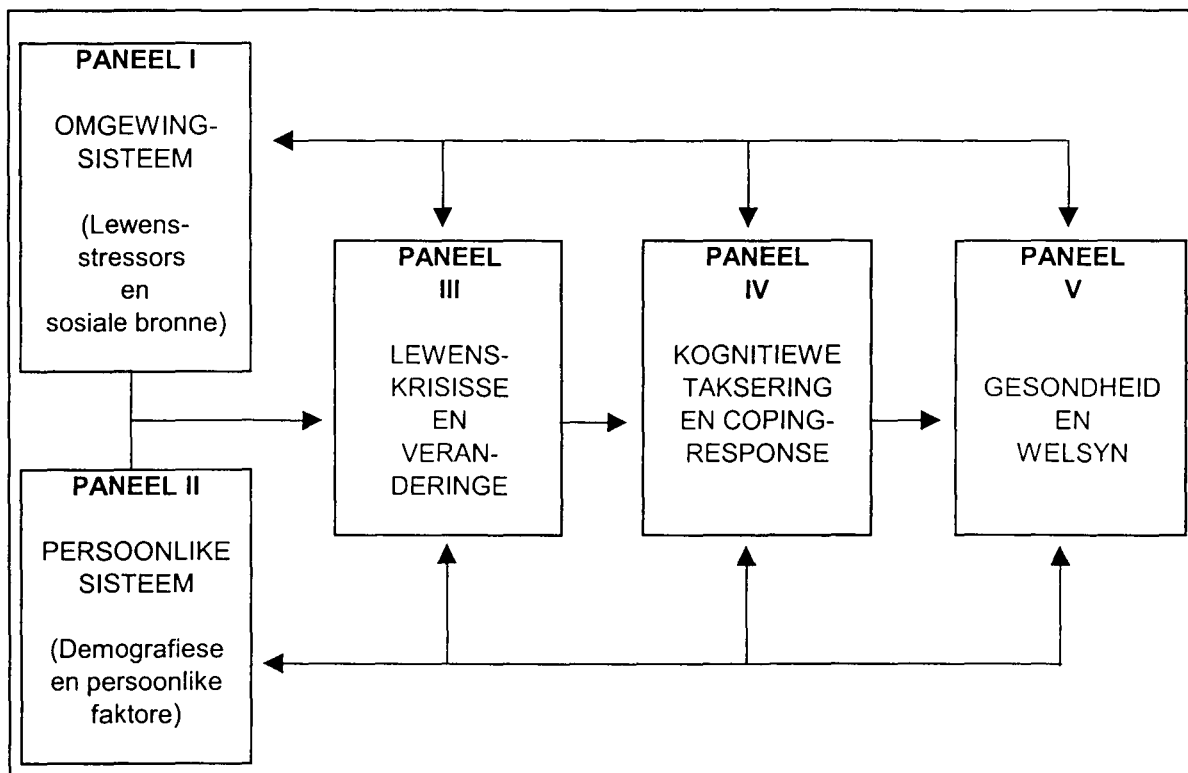 PANEEL I
OMGEWING-
SISTEEM
(Lewens-
stressors
en
sosiale bronne)
PANEEL II
PERSOONLIKE
SISTEEM
(Demografiese
en persoonlike
faktore)
PANEEL
III
LEWENS-
KRISISSE
EN
VERAN-
DERINGE
PANEEL
IV
KOGNITIEWE
TAKSERING
EN COPING-
RESPONSE
PANEEL
V
GESONDHEID
EN
WELSYN